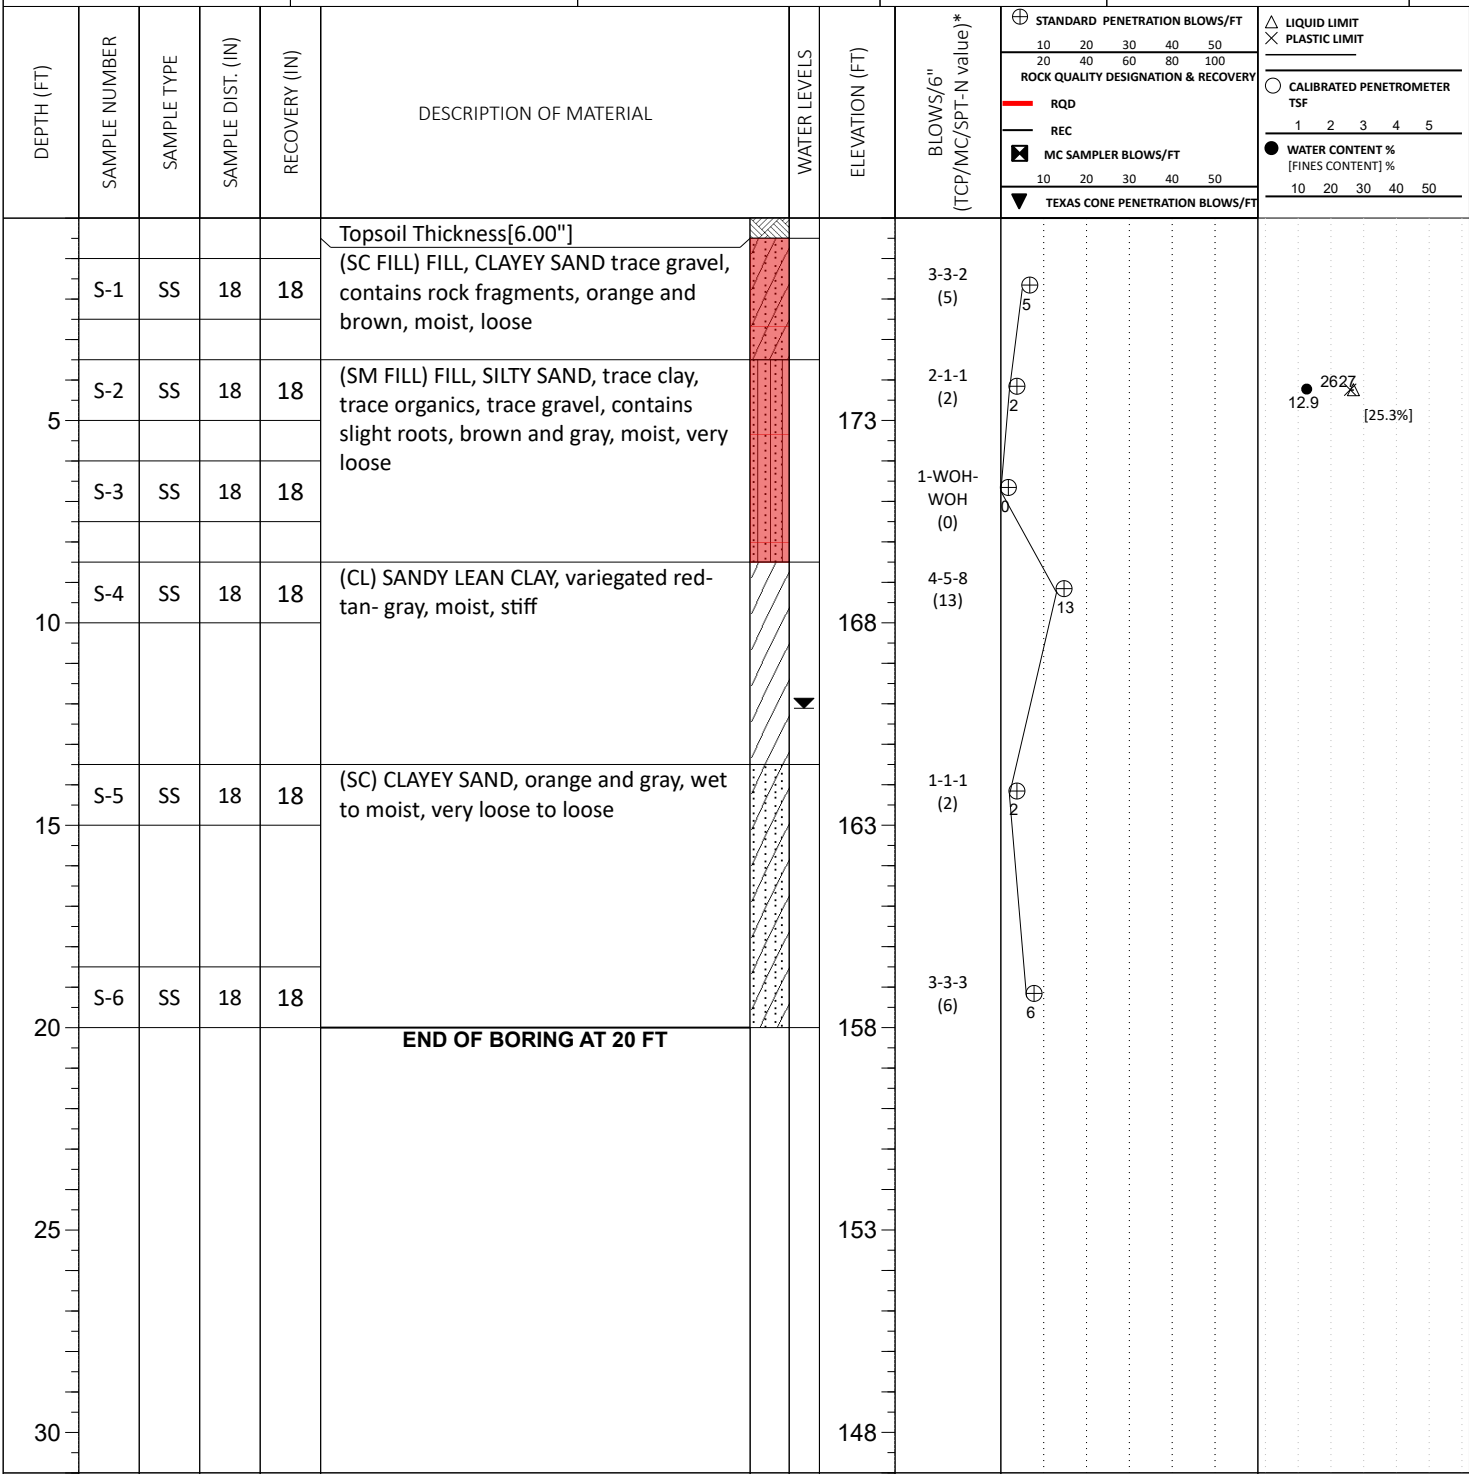 DEPTH (FT)
SAMPLE NUMBER
SAMPLE TYPE
SAMPLE DIST. (IN)
RECOVERY (IN)
DESCRIPTION OF MATERIAL
WATER LEVELS
ELEVATION (FT)
BLOWS/6"
(TCP/MC/SPT-N value)*
STANDARD PENETRATION BLOWS/FT
10 20 30 40 50
20 40 60 80 100
ROCK QUALITY DESIGNATION & RECOVERY
RQD
REC
MC SAMPLER BLOWS/FT
10 20 30 40 50
TEXAS CONE PENETRATION BLOWS/FT
LIQUID LIMIT
PLASTIC LIMIT
CALIBRATED PENETROMETER
TSF
1 2 3 4 5
WATER CONTENT %
[FINES CONTENT] %
10 20 30 40 50
Topsoil Thickness[6.00"]
S-1 SS 18 18
(SC FILL) FILL, CLAYEY SAND trace gravel,
contains rock fragments, orange and
brown, moist, loose
3-3-2
(5)
5
S-2 SS 18 18
(SM FILL) FILL, SILTY SAND, trace clay,
trace organics, trace gravel, contains
slight roots, brown and gray, moist, very
loose
2-1-1
(2)
2
2627
12.9
[25.3%]
5
173
S-3 SS 18 18
1-WOH-
WOH
(0)
0
S-4 SS 18 18
(CL) SANDY LEAN CLAY, variegated red-
tan- gray, moist, stiff
4-5-8
(13)
13
10
168
S-5 SS 18 18
(SC) CLAYEY SAND, orange and gray, wet
to moist, very loose to loose
1-1-1
(2)
2
15
163
S-6 SS 18 18
3-3-3
(6)
6
20
158
END OF BORING AT 20 FT
25
153
30
148